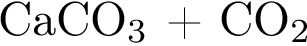 CaCO₃ + CO₂